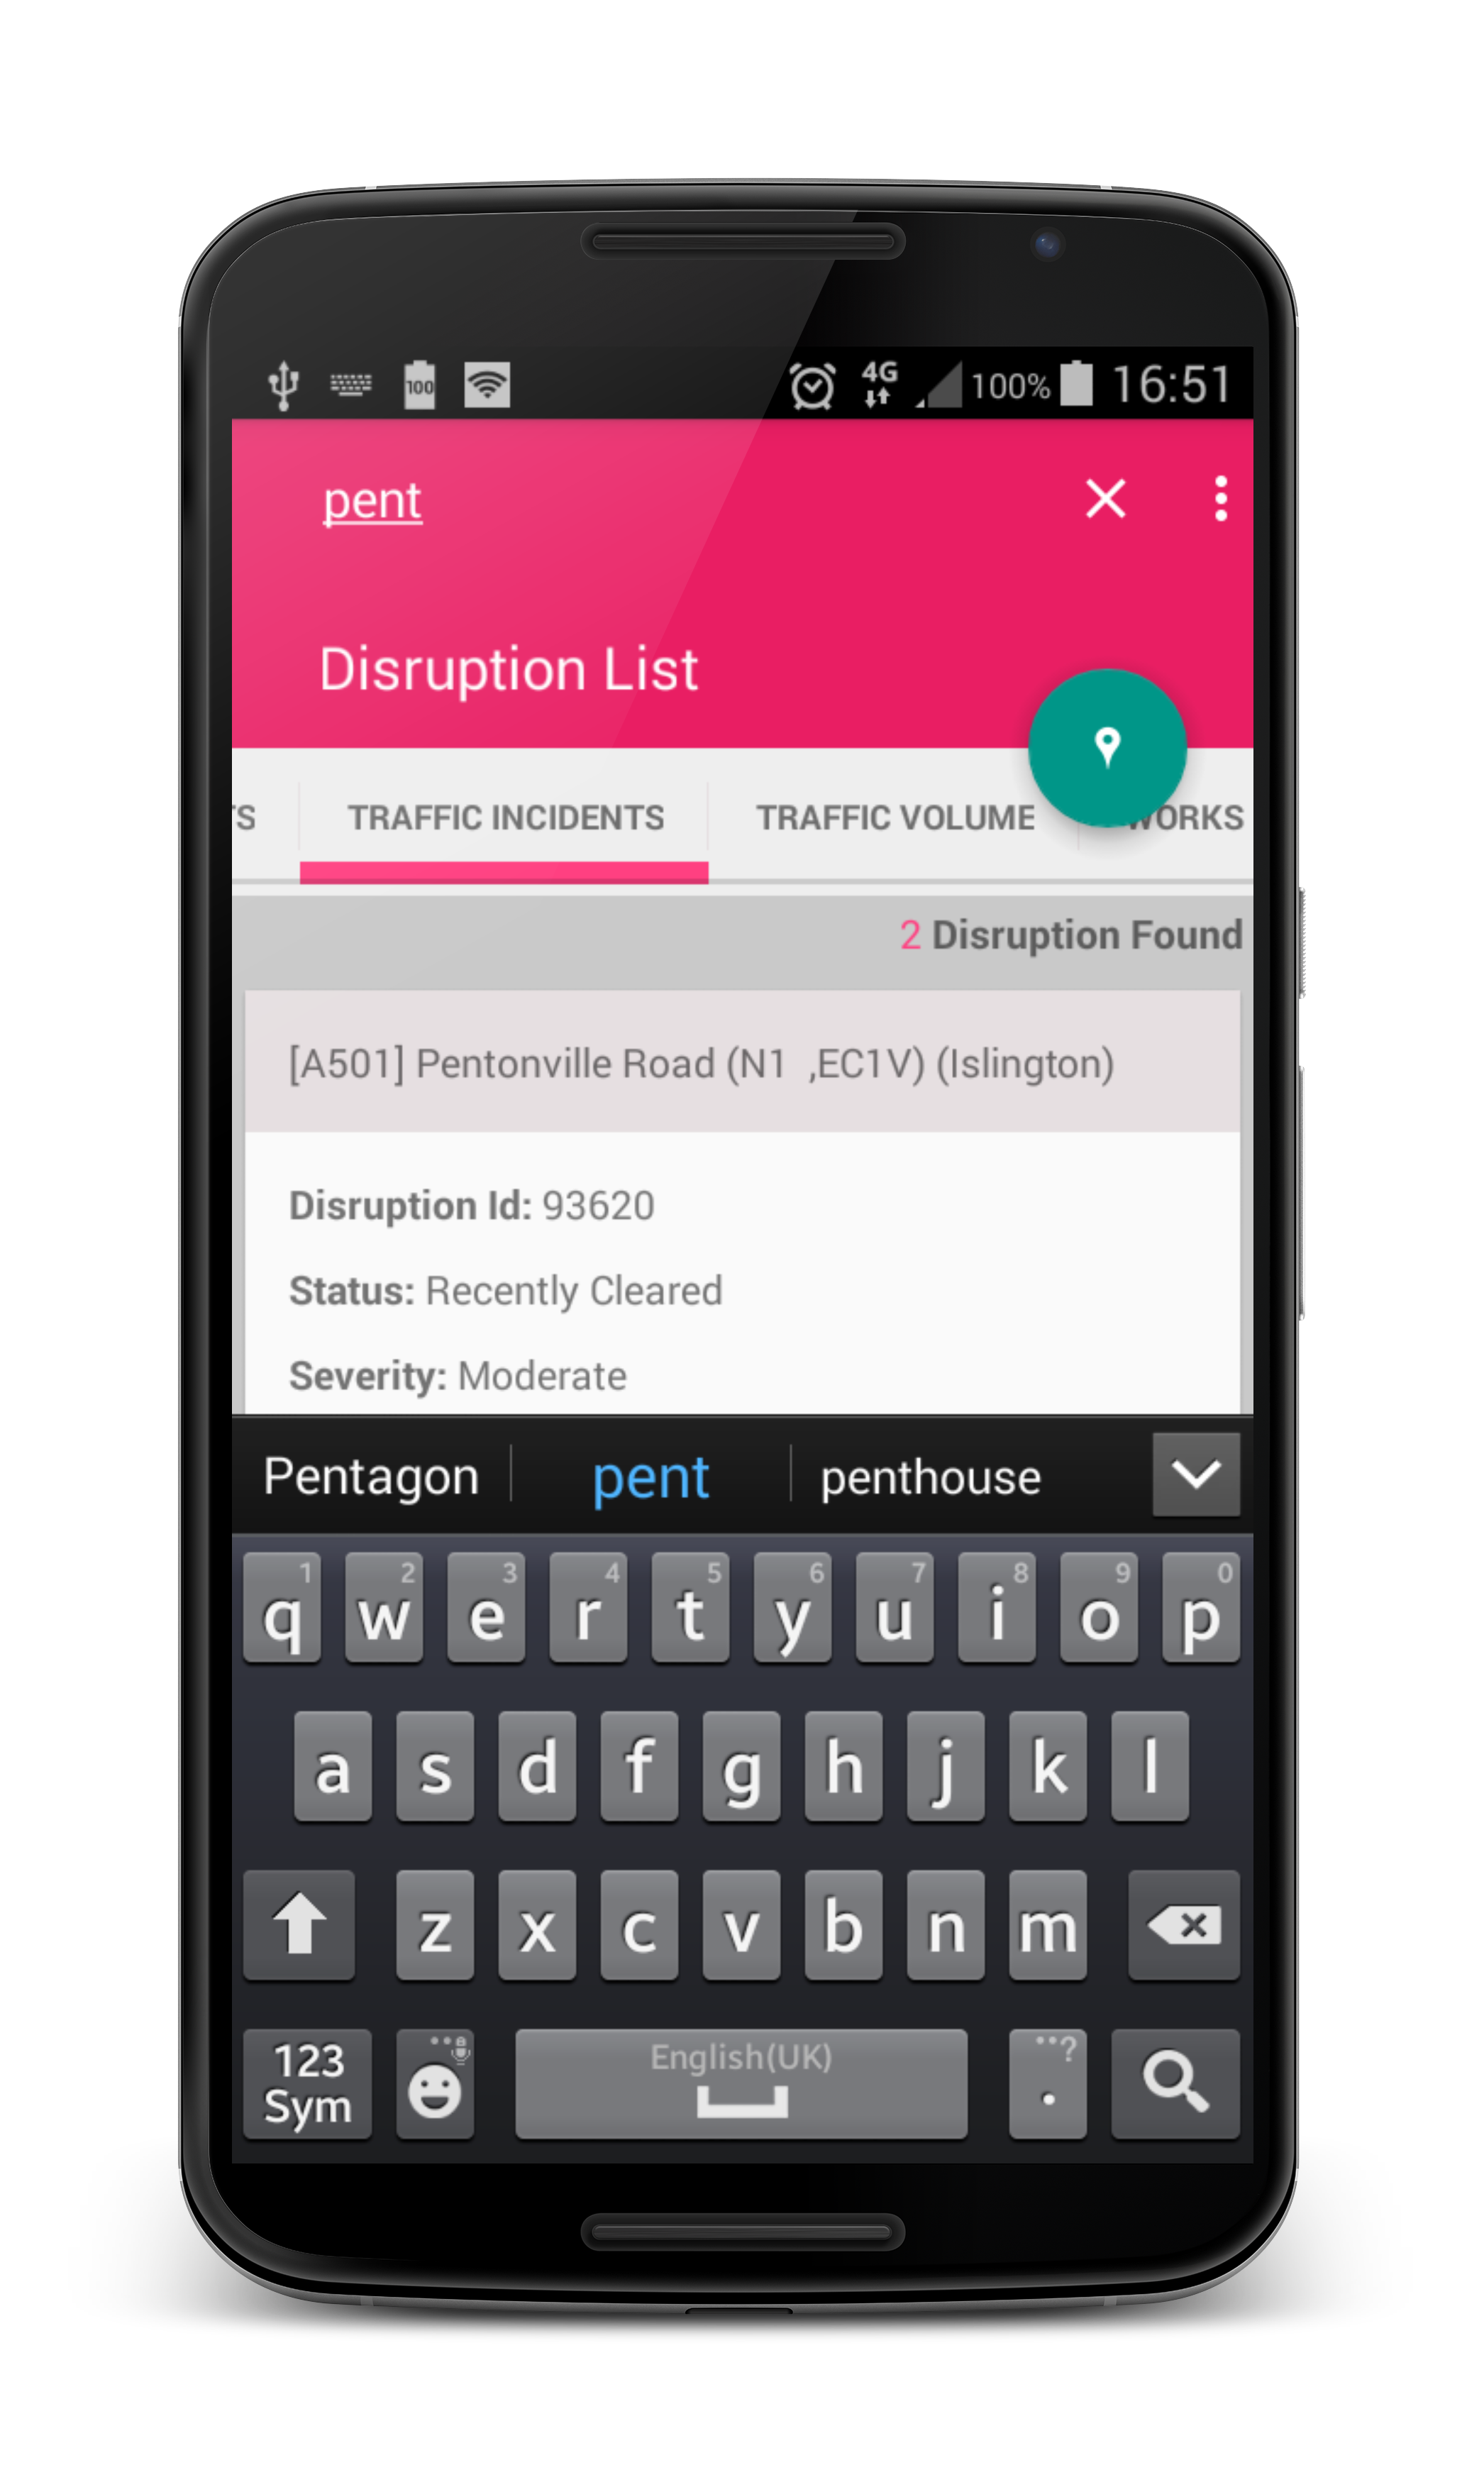 100 4G 100% 16:51
pent
Disruption List
TS TRAFFIC INCIDENTS TRAFFIC VOLUME WORKS
2 Disruption Found
[A501] Pentonville Road (N1  ,EC1V) (Islington)
Disruption Id: 93620
Status: Recently Cleared
Severity: Moderate
Pentagon pent penthouse
1 2 3 4 5 6 7 8 9 0
q w e r t y u i o p
a s d f g h j k l
z x c v b n m
123 English(UK) ?
Sym .